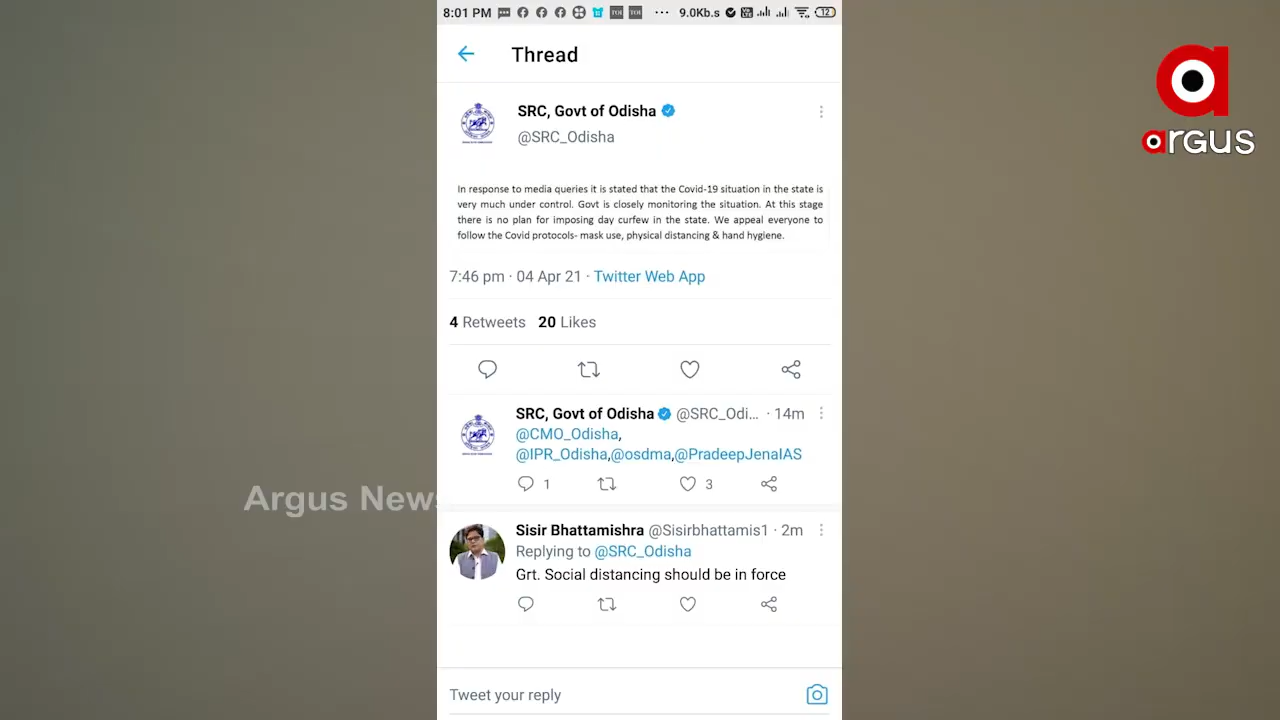 8:01 PM
9.0Kb.s
12
Thread
SRC, Govt of Odisha
@SRC_Odisha
In response to media queries it is stated that the Covid-19 situation in the state is
very much under control. Govt is closely monitoring the situation. At this stage
there is no plan for imposing day curfew in the state. We appeal everyone to
follow the Covid protocols- mask use, physical distancing & hand hygiene.
7:46 pm · 04 Apr 21 · Twitter Web App
4 Retweets 20 Likes
SRC, Govt of Odisha @SRC_Odi... · 14m
@CMO_Odisha,
@IPR_Odisha,@osdma,@PradeepJenaIAS
1 3
Sisir Bhattamishra @Sisirbhattamis1 · 2m
Replying to @SRC_Odisha
Grt. Social distancing should be in force
Tweet your reply
argus
Argus News